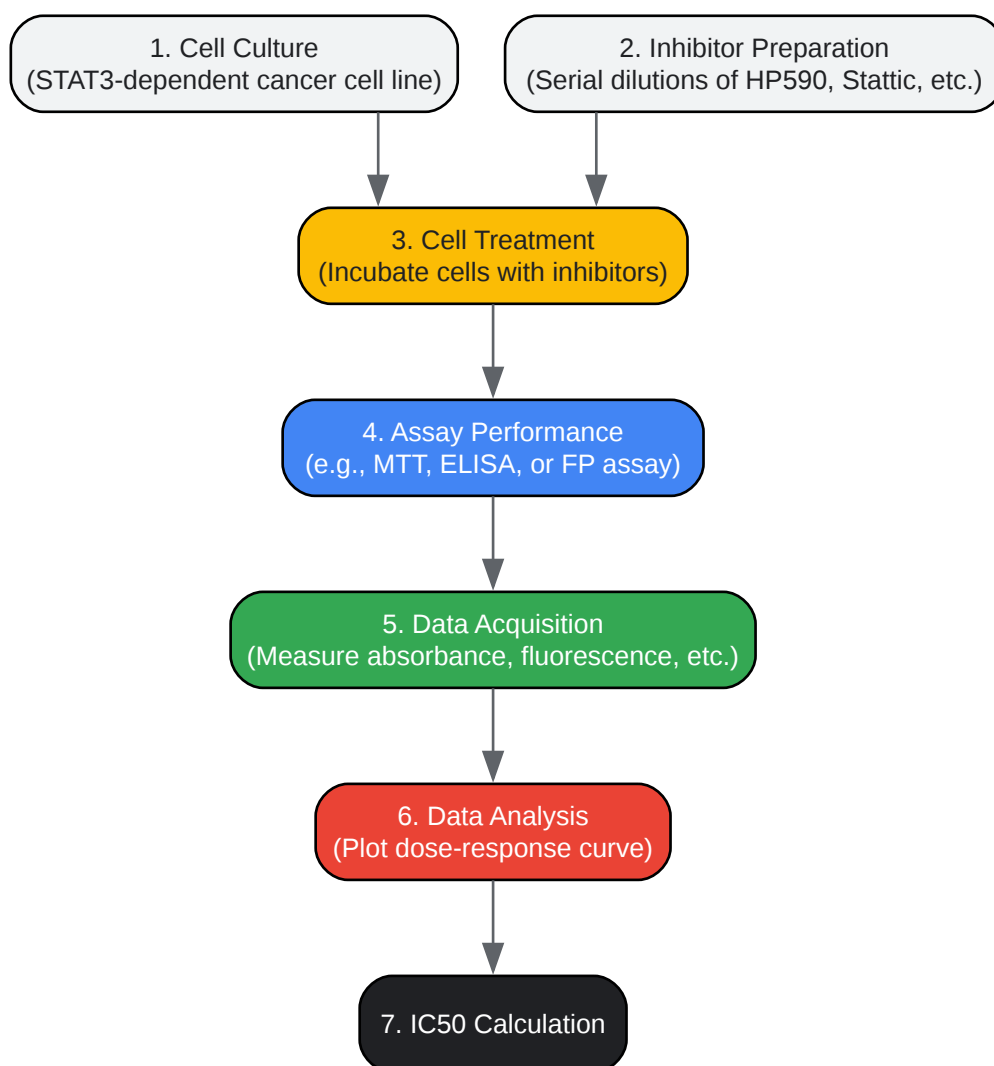 1. Cell Culture
(STAT3-dependent cancer cell line)
2. Inhibitor Preparation
(Serial dilutions of HP590, Stattic, etc.)
3. Cell Treatment
(Incubate cells with inhibitors)
4. Assay Performance
(e.g., MTT, ELISA, or FP assay)
5. Data Acquisition
(Measure absorbance, fluorescence, etc.)
6. Data Analysis
(Plot dose-response curve)
7. IC50 Calculation